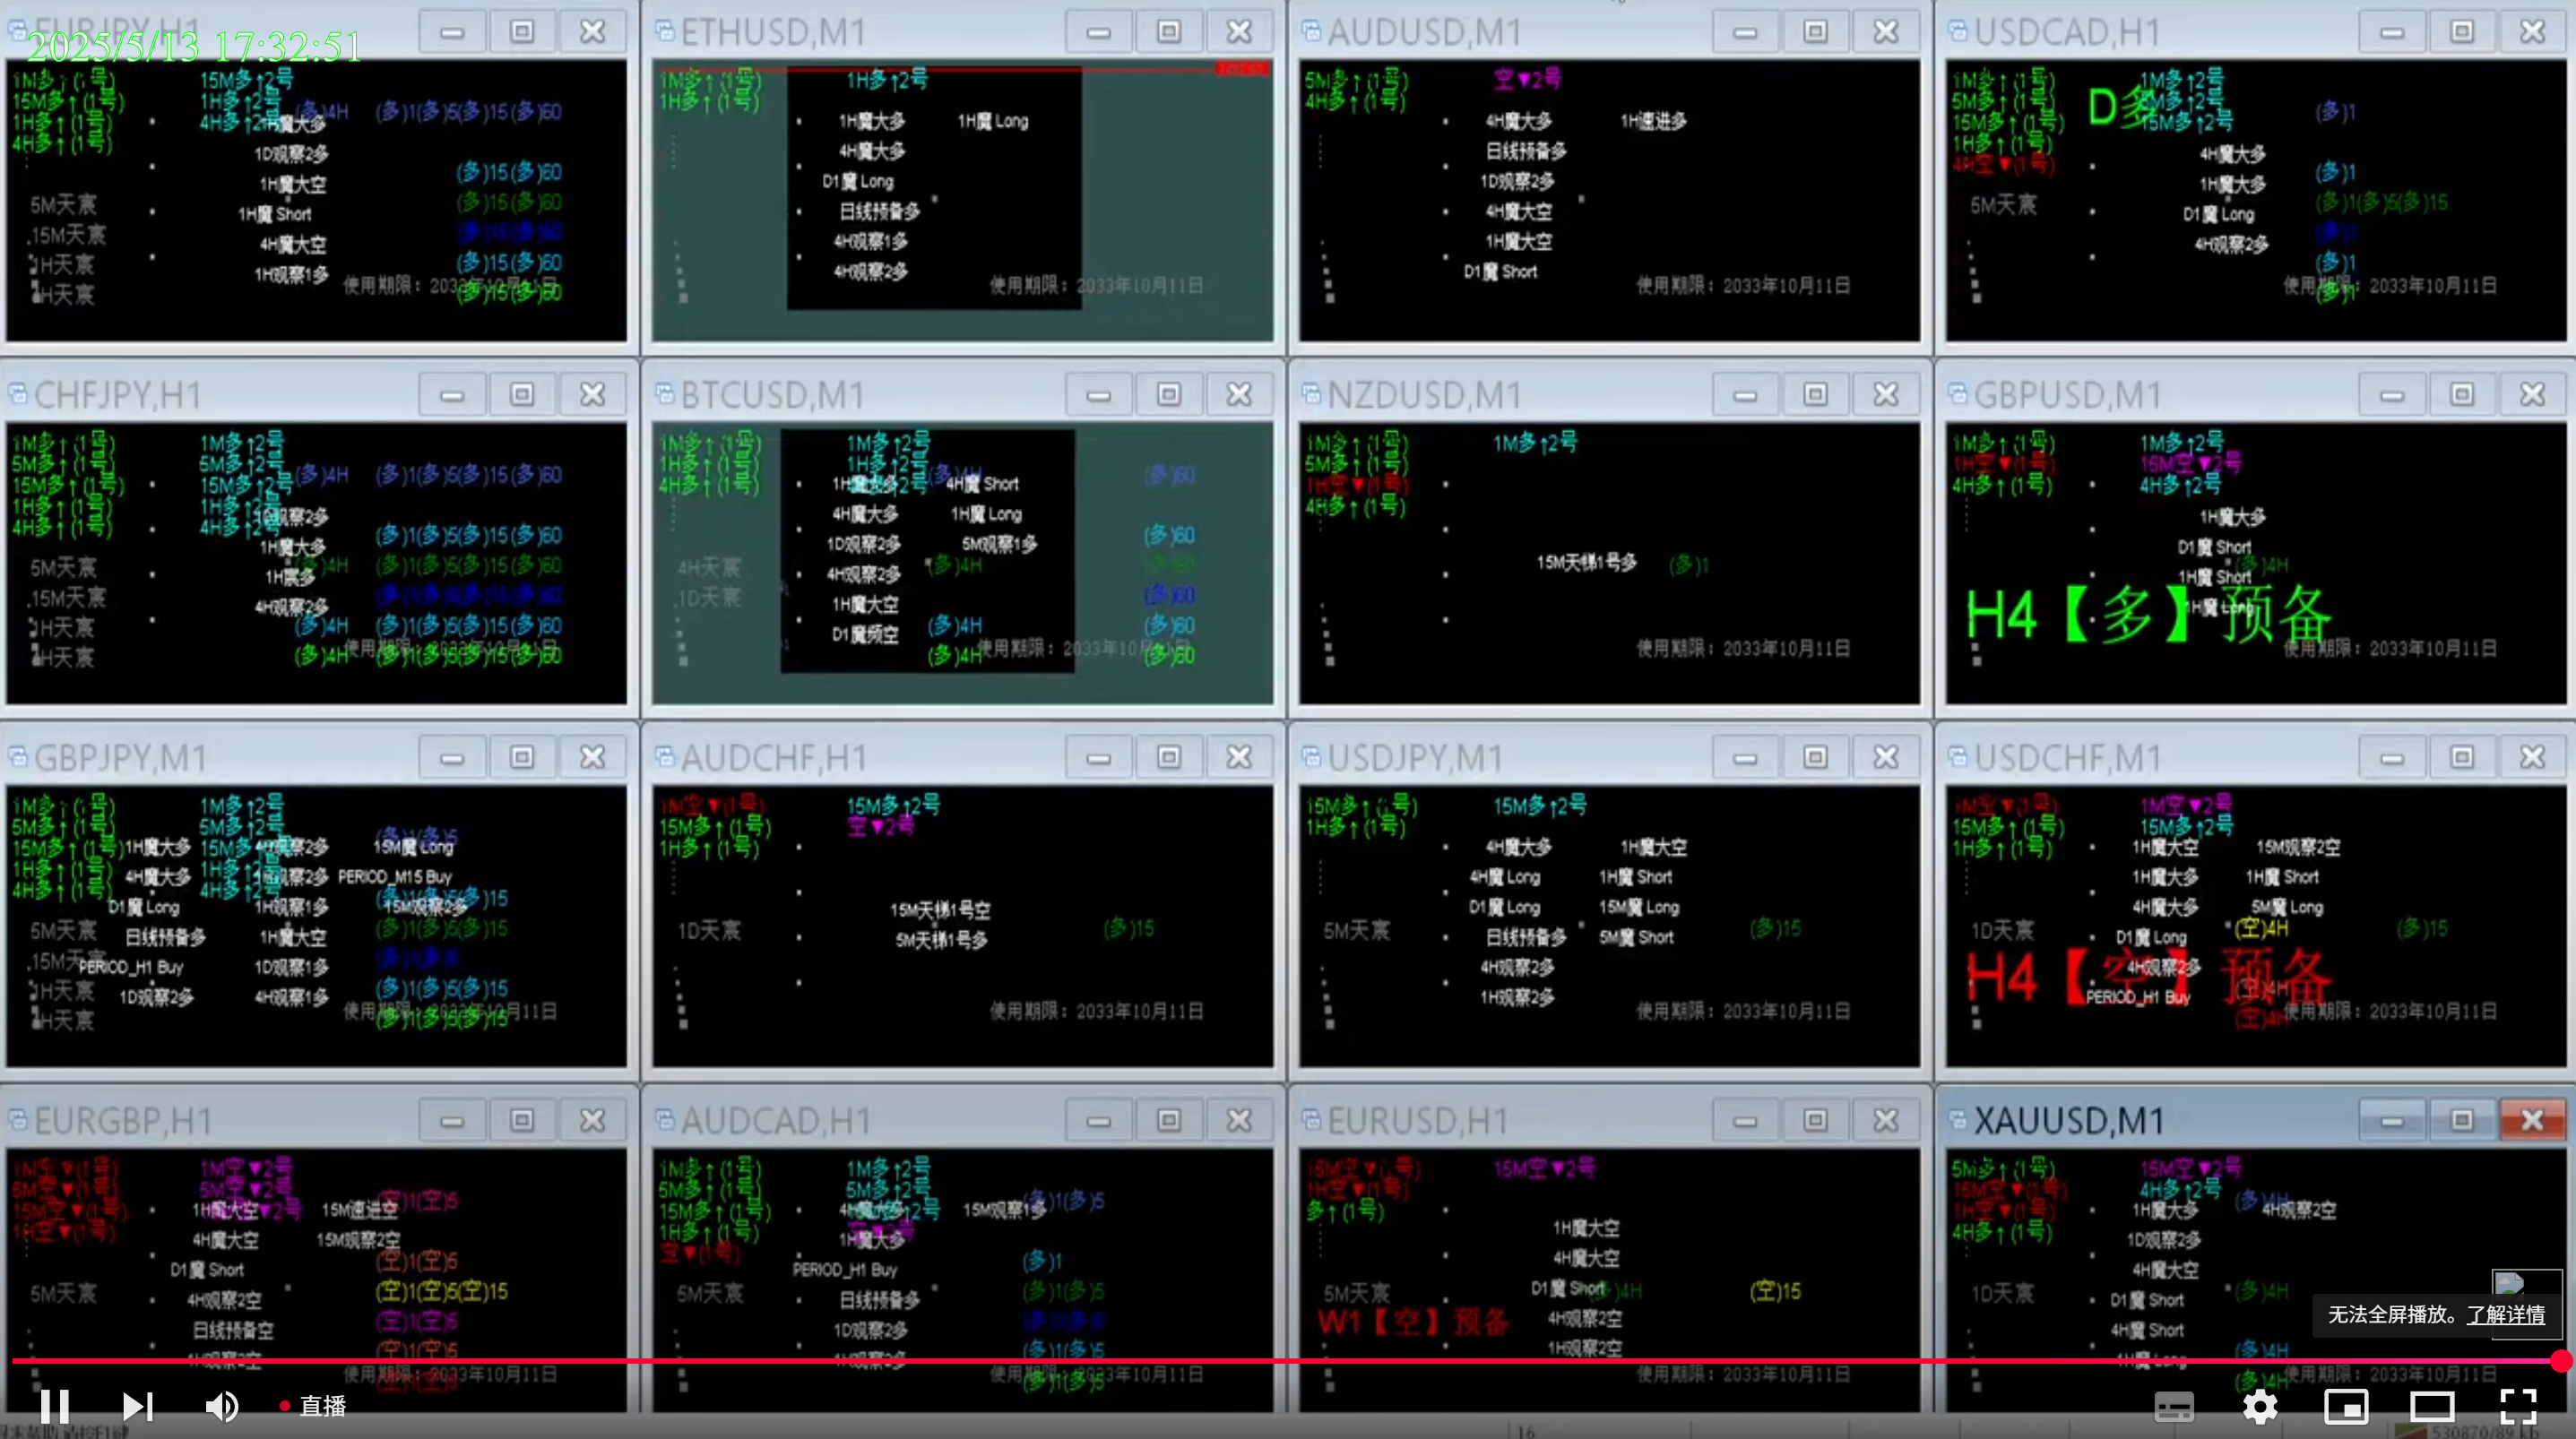 EURJPY,H1
2025/5/13 17:32:51
1M多↑(1号)
15M多↑(1号)
1H多↑(1号)
4H多↑(1号)
15M多↑2号
1H多↑2号
4H多↑2号
(多)4H (多)1(多)5(多)15(多)60
1H魔大多
1D观察2多
1H魔大空
1H魔 Short
4H魔大空
1H观察1多
(多)15(多)60
(多)15(多)60
(多)15(多)60
(多)15(多)60
(多)15(多)60
5M天宸
15M天宸
1H天宸
4H天宸
使用期限：2033年10月11日
ETHUSD,M1
1M多↑(1号)
1H多↑(1号)
1H多↑2号
1H魔大多 1H魔 Long
4H魔大多
D1魔 Long
日线预备多
4H观察1多
4H观察2多
使用期限：2033年10月11日
AUDUSD,M1
5M多↑(1号)
4H多↑(1号)
空▼2号
4H魔大多 1H速进多
日线预备多
1D观察2多
4H魔大空
1H魔大空
D1魔 Short
使用期限：2033年10月11日
USDCAD,H1
1M多↑(1号)
5M多↑(1号)
15M多↑(1号)
1H多↑(1号)
4H空▼(1号)
D多
1M多↑2号
5M多↑2号
15M多↑2号
4H魔大多
1H魔大多
D1魔 Long
4H观察2多
(多)1
(多)1
(多)1(多)5(多)15
(多)1
(多)1
(多)1
5M天宸
使用期限：2033年10月11日
CHFJPY,H1
1M多↑(1号)
5M多↑(1号)
15M多↑(1号)
1H多↑(1号)
4H多↑(1号)
1M多↑2号
5M多↑2号
15M多↑2号
1H多↑2号
4H多↑2号
(多)4H (多)1(多)5(多)15(多)60
1D观察2多
1H魔大多
1H宸多
4H观察2多
(多)1(多)5(多)15(多)60
(多)4H (多)1(多)5(多)15(多)60
(多)1(多)5(多)15(多)60
(多)4H (多)1(多)5(多)15(多)60
(多)4H (多)1(多)5(多)15(多)60
5M天宸
15M天宸
1H天宸
4H天宸
使用期限：2033年10月11日
BTCUSD,M1
1M多↑(1号)
1H多↑(1号)
4H多↑(1号)
1M多↑2号
1H多↑2号
4H多↑2号
(多)4H (多)60
1H魔大多 4H魔 Short
4H魔大多 1H魔 Long
1D观察2多 5M观察1多
4H观察2多
1H魔大空
D1魔频空
(多)60
(多)4H (多)60
(多)60
(多)4H (多)60
(多)4H (多)60
4H天宸
1D天宸
使用期限：2033年10月11日
NZDUSD,M1
1M多↑(1号)
5M多↑(1号)
1H空▼(1号)
4H多↑(1号)
1M多↑2号
15M天梯1号多 (多)1
使用期限：2033年10月11日
GBPUSD,M1
1M多↑(1号)
1H空▼(1号)
4H多↑(1号)
1M多↑2号
15M空▼2号
4H多↑2号
1H魔大多
D1魔 Short
(多)4H
1H魔 Short
1H魔 Long
H4【多】预备
使用期限：2033年10月11日
GBPJPY,M1
1M多↑(1号)
5M多↑(1号)
15M多↑(1号)
1H多↑(1号)
4H多↑(1号)
1M多↑2号
5M多↑2号
15M多↑2号
1H多↑2号
4H多↑2号
(多)1(多)5
1H魔大多 4H观察2多 15M魔 Long
4H魔大多 1H观察2多 PERIOD_M15 Buy
D1魔 Long 1H观察1多 15M观察2多
日线预备多 1H魔大空
PERIOD_H1 Buy 1D观察1多
1D观察2多 4H观察1多
(多)1(多)5(多)15
(多)1(多)5(多)15
(多)1(多)5(多)15
(多)1(多)5(多)15
5M天宸
15M天宸
1H天宸
4H天宸
使用期限：2033年10月11日
AUDCHF,H1
1M空▼(1号)
15M多↑(1号)
1H多↑(1号)
15M多↑2号
空▼2号
15M天梯1号空
5M天梯1号多
(多)15
1D天宸
使用期限：2033年10月11日
USDJPY,M1
15M多↑(1号)
1H多↑(1号)
15M多↑2号
4H魔大多 1H魔大空
4H魔 Long 1H魔 Short
D1魔 Long 15M魔 Long
日线预备多 5M魔 Short
4H观察2多
1H观察2多
(多)15
5M天宸
使用期限：2033年10月11日
USDCHF,M1
1M空▼(1号)
15M多↑(1号)
1H多↑(1号)
1M空▼2号
15M多↑2号
1H魔大空 15M观察2空
1H魔大多 1H魔 Short
4H魔大多 5M魔 Long
D1魔 Long
4H观察2多
PERIOD_H1 Buy
(空)4H (多)15
(空)4H
(空)4H
1D天宸
H4【空】预备
使用期限：2033年10月11日
EURGBP,H1
1M空▼(1号)
5M空▼(1号)
15M空▼(1号)
1H空▼(1号)
1M空▼2号
5M空▼2号
(空)1(空)5
1H魔大空 15M速进空
4H魔大空 15M观察2空
D1魔 Short
4H观察2空
日线预备空
(空)1(空)5
(空)1(空)5(空)15
(空)1(空)5
(空)1(空)5
5M天宸
使用期限：2033年10月11日
AUDCAD,H1
1M多↑(1号)
5M多↑(1号)
15M多↑(1号)
1H多↑(1号)
空▼(1号)
1M多↑2号
5M多↑2号
空▼2号
4H魔大多 15M观察1多
1H魔大多
PERIOD_H1 Buy
日线预备多
1D观察2多
(多)1(多)5
(多)1
(多)1(多)5
(多)1(多)5
(多)1(多)5
5M天宸
使用期限：2033年10月11日
EURUSD,H1
15M空▼(1号)
1H空▼(1号)
多↑(1号)
15M空▼2号
1H魔大空
4H魔大空
D1魔 Short
4H观察2空
1H观察2空
(多)4H (空)15
5M天宸
W1【空】预备
使用期限：2033年10月11日
XAUUSD,M1
5M多↑(1号)
15M空▼(1号)
1H空▼(1号)
4H多↑(1号)
15M空▼2号
4H多↑2号
(多)4H
1H魔大多 4H观察2空
1D观察2多
4H魔大空
D1魔 Short
4H魔 Short
1H魔 Long
(多)4H
(多)4H
(多)4H
1D天宸
使用期限：2033年10月11日
无法全屏播放。了解详情
直播
16
530870/89 kb